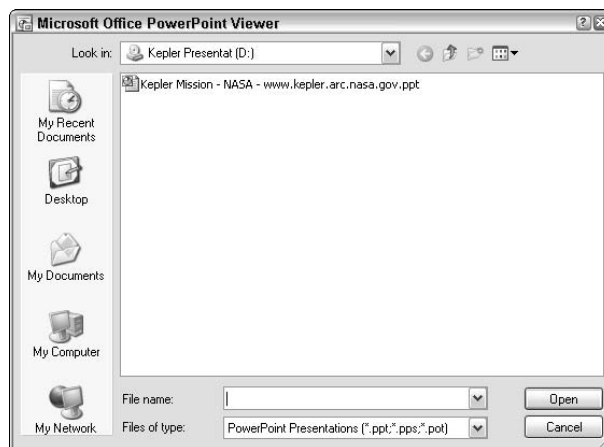 Microsoft Office PowerPoint Viewer
Look in: Kepler Presentat (D:)
Kepler Mission - NASA - www.kepler.arc.nasa.gov.ppt
My Recent
Documents
Desktop
My Documents
My Computer
My Network
File name:
Open
Files of type: PowerPoint Presentations (*.ppt;*.pps;*.pot)
Cancel